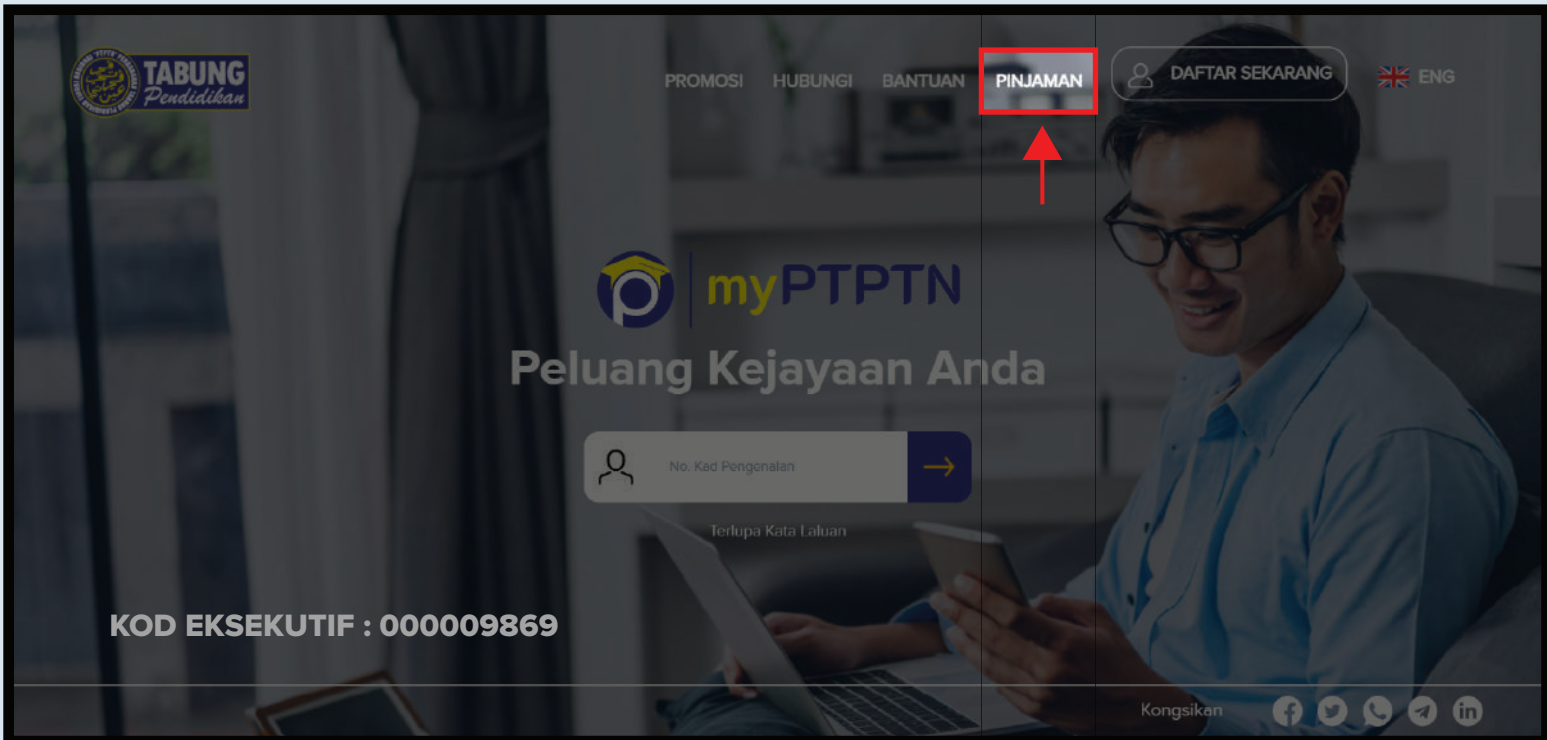 TABUNG
Pendidikan
PROMOSI
HUBUNGI
BANTUAN
PINJAMAN
DAFTAR SEKARANG
ENG
myPTPTN
Peluang Kejayaan Anda
No. Kad Pengenalan
Terlupa Kata Laluan
KOD EKSEKUTIF : 000009869
Kongsikan